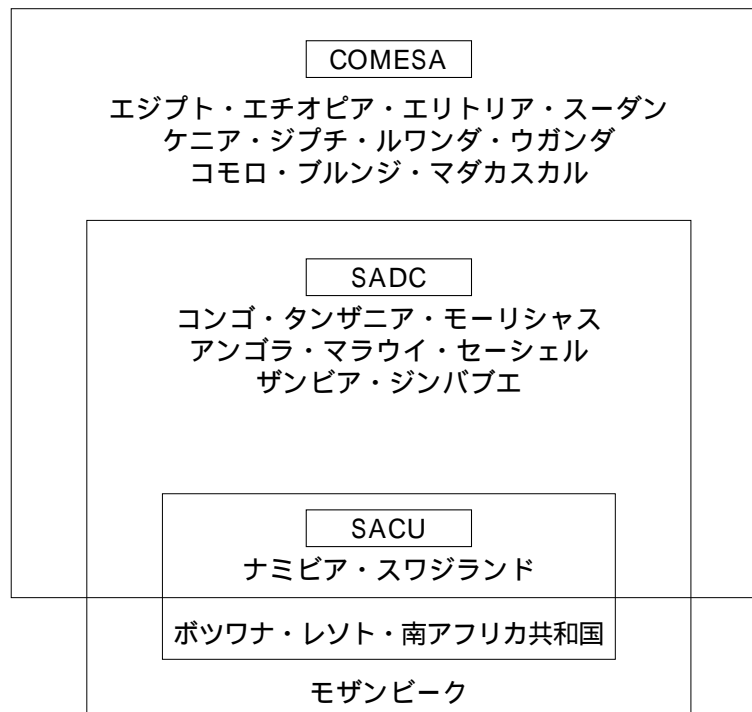 COMESA
エジプト・エチオピア・エリトリア・スーダン
ケニア・ジプチ・ルワンダ・ウガンダ
コモロ・ブルンジ・マダカスカル
SADC
コンゴ・タンザニア・モーリシャス
アンゴラ・マラウイ・セーシェル
ザンビア・ジンバブエ
SACU
ナミビア・スワジランド
ボツワナ・レソト・南アフリカ共和国
モザンビーク